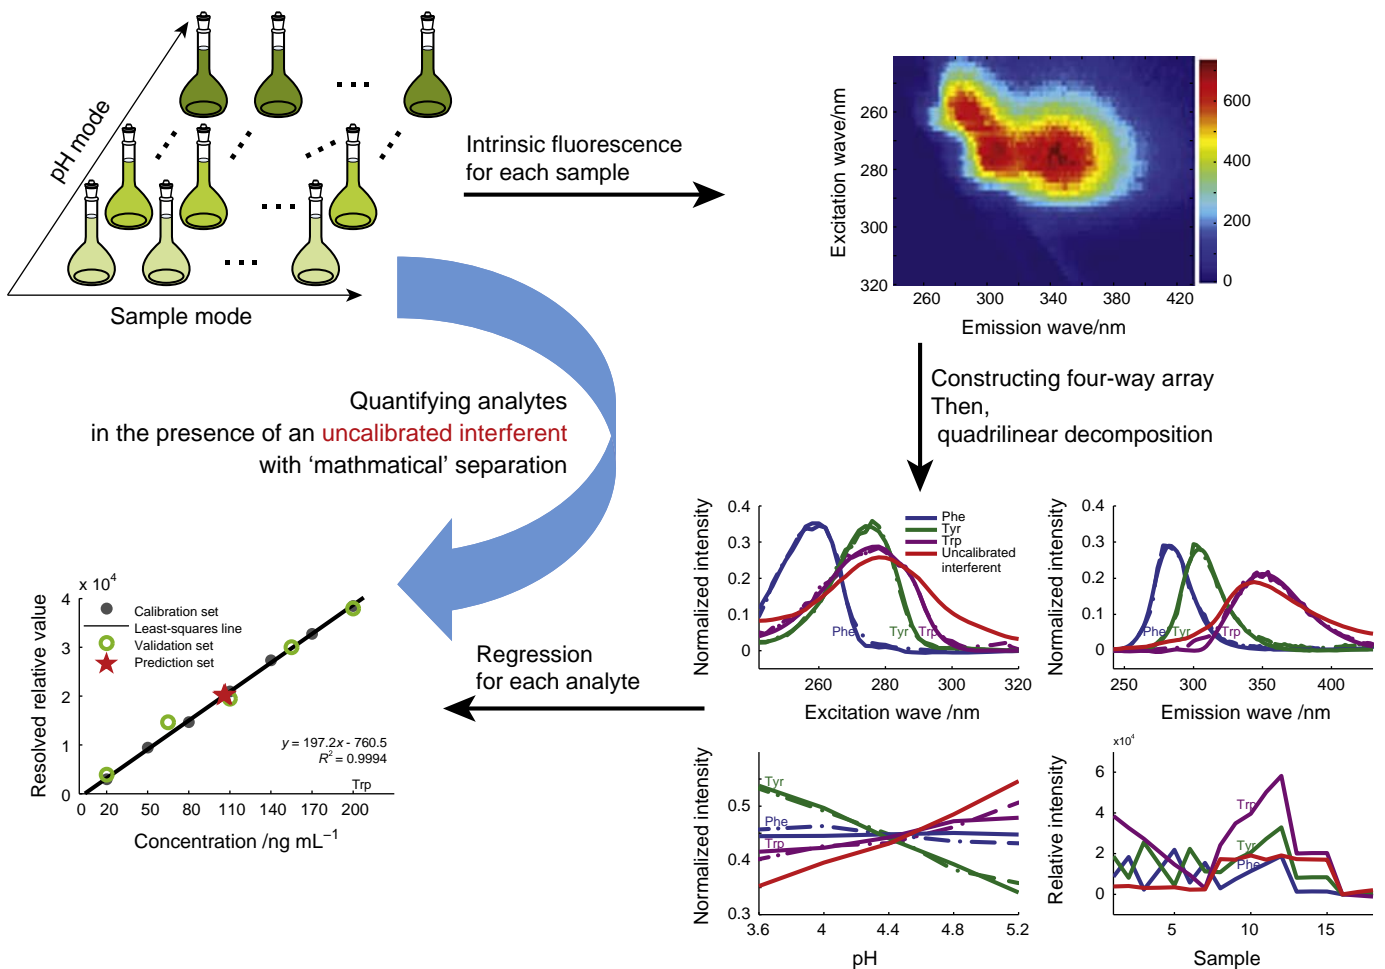 pH mode
Sample mode
Intrinsic fluorescence
for each sample
Excitation wave/nm
260
280
300
320
260
300
340
380
420
Emission wave/nm
600
400
200
0
Constructing four-way array
Then,
quadrilinear decomposition
Quantifying analytes
in the presence of an uncalibrated interferent
with ‘mathmatical’ separation
Normalized intensity
0.4
0.3
0.2
0.1
0
Phe
Tyr
Trp
Uncalibrated
interferent
Phe
Tyr
Trp
260
280
300
320
Excitation wave /nm
Normalized intensity
0.4
0.3
0.2
0.1
0
Phe
Tyr
Trp
250
300
350
400
Emission wave /nm
Regression
for each analyte
x 10⁴
Resolved relative value
4
3
2
1
0
Calibration set
Least-squares line
Validation set
Prediction set
y = 197.2x - 760.5
R² = 0.9994
Trp
20
50
80
110
140
170
200
Concentration /ng mL⁻¹
Normalized intensity
0.5
0.4
0.3
Tyr
Phe
Trp
3.6
4
4.4
4.8
5.2
pH
x10⁴
Relative intensity
6
4
2
0
Trp
Tyr
Phe
5
10
15
Sample